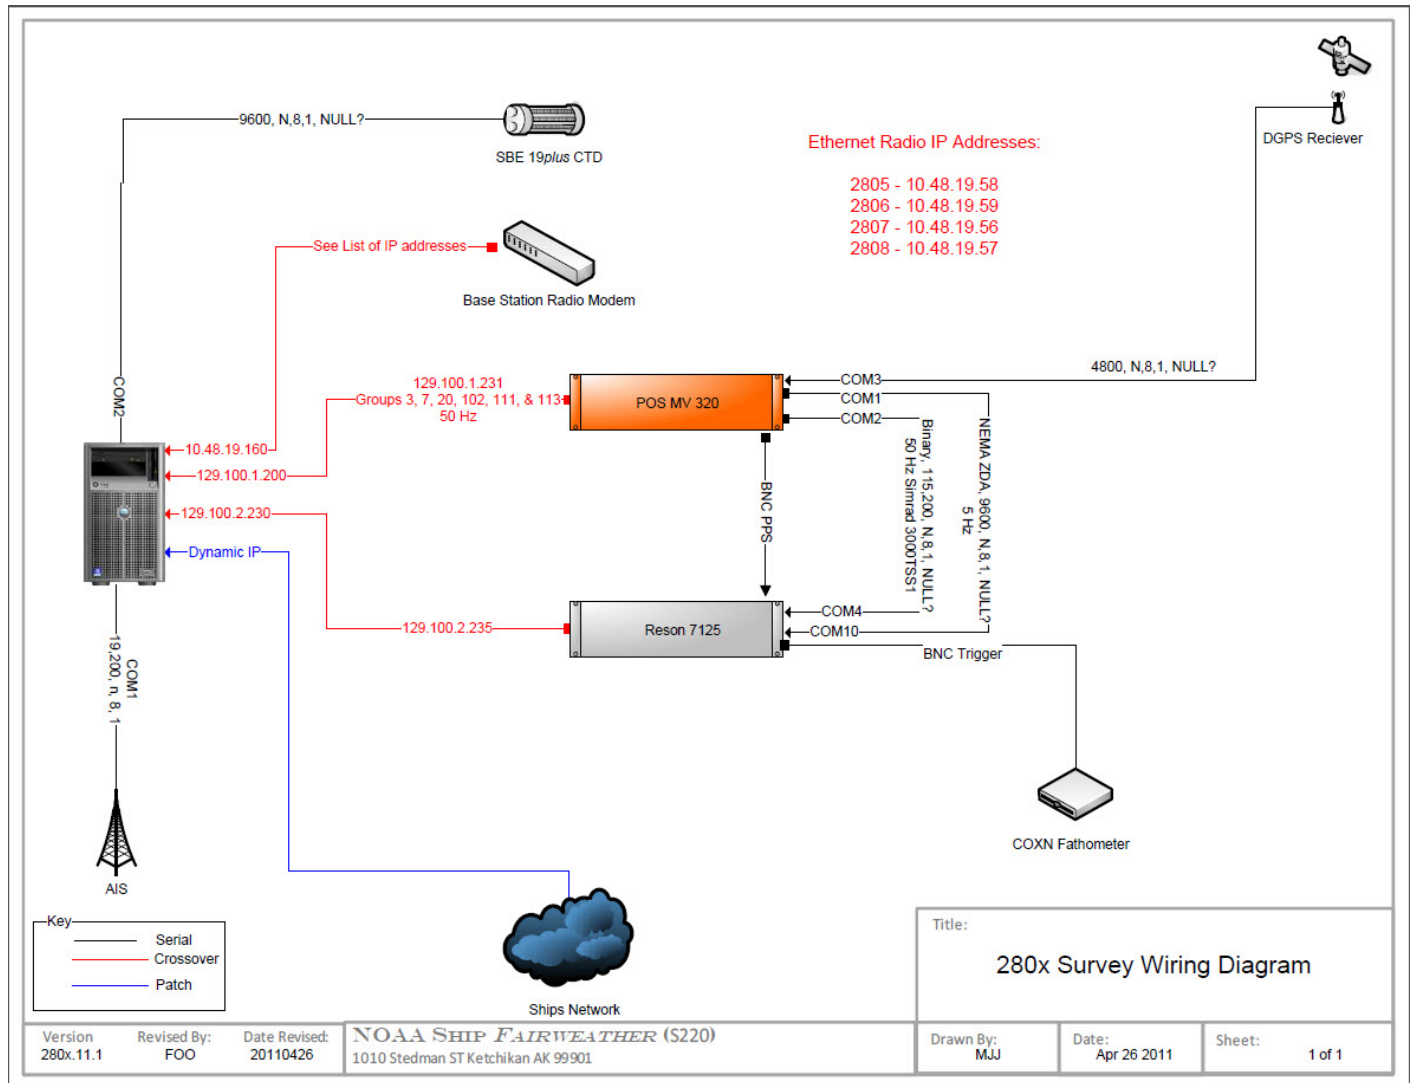 9600, N,8,1, NULL?
SBE 19plus CTD
Ethernet Radio IP Addresses:
2805 - 10.48.19.58
2806 - 10.48.19.59
2807 - 10.48.19.56
2808 - 10.48.19.57
DGPS Reciever
See List of IP addresses
Base Station Radio Modem
4800, N,8,1, NULL?
COM2
129.100.1.231
Groups 3, 7, 20, 102, 111, & 113
50 Hz
POS MV 320
COM3
COM1
COM2
10.48.19.160
129.100.1.200
129.100.2.230
Dynamic IP
BNC PPS
Binary, 115,200, N,8,1, NULL?
50 Hz Simrad 3000TSS1
NEMA ZDA, 9600, N,8,1, NULL?
5 Hz
129.100.2.235
Reson 7125
COM4
COM10
BNC Trigger
COM1
19,200, n, 8, 1
COXN Fathometer
AIS
Key
Serial
Crossover
Patch
Ships Network
Title:
280x Survey Wiring Diagram
Version
280x.11.1
Revised By:
FOO
Date Revised:
20110426
NOAA SHIP FAIRWEATHER (S220)
1010 Stedman ST Ketchikan AK 99901
Drawn By:
MJJ
Date:
Apr 26 2011
Sheet:
1 of 1